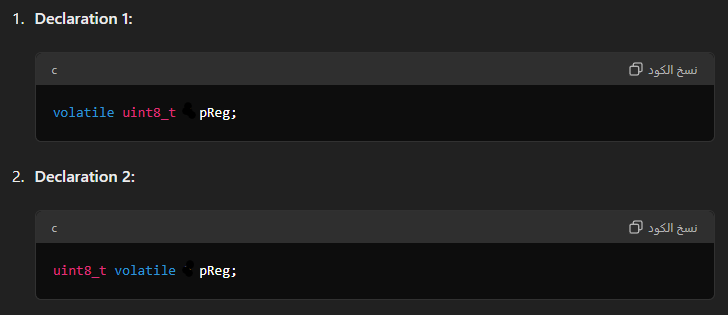 1. Declaration 1:
c نسخ الكود
volatile uint8_t pReg;
2. Declaration 2:
c نسخ الكود
uint8_t volatile pReg;